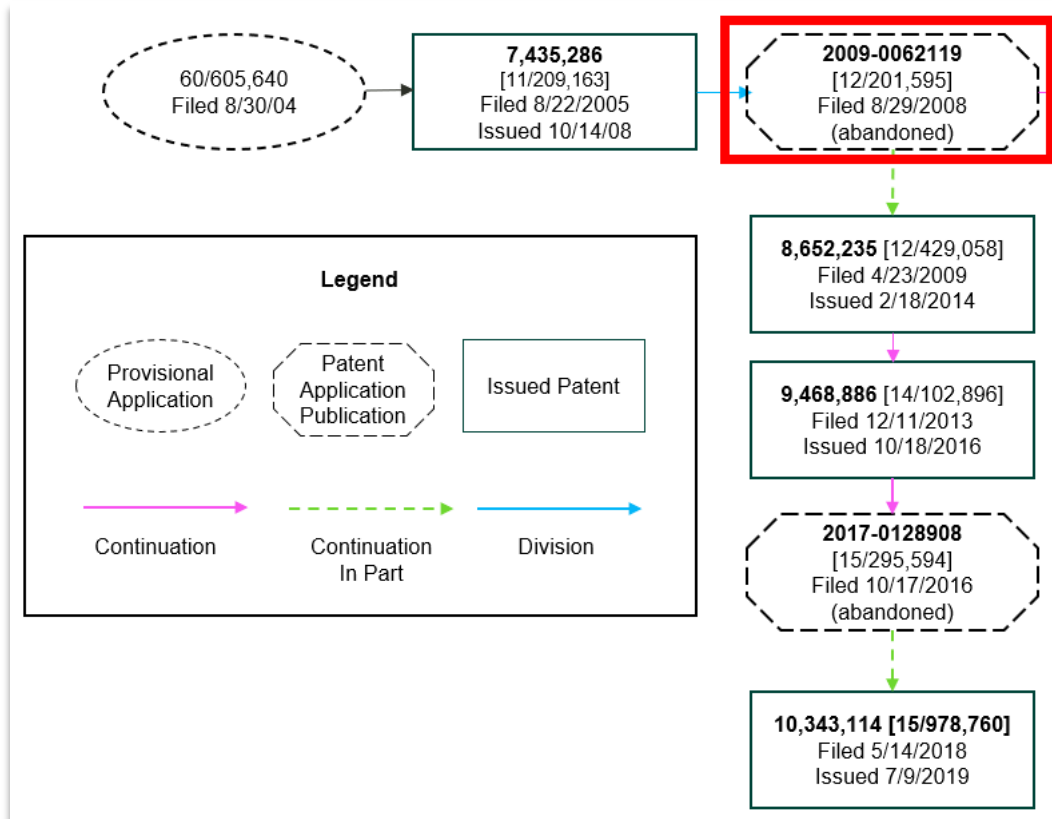 60/605,640
Filed 8/30/04
7,435,286
[11/209,163]
Filed 8/22/2005
Issued 10/14/08
2009-0062119
[12/201,595]
Filed 8/29/2008
(abandoned)
8,652,235 [12/429,058]
Filed 4/23/2009
Issued 2/18/2014
Legend
Provisional
Application
Patent
Application
Publication
Issued Patent
Continuation
Continuation
In Part
Division
9,468,886 [14/102,896]
Filed 12/11/2013
Issued 10/18/2016
2017-0128908
[15/295,594]
Filed 10/17/2016
(abandoned)
10,343,114 [15/978,760]
Filed 5/14/2018
Issued 7/9/2019